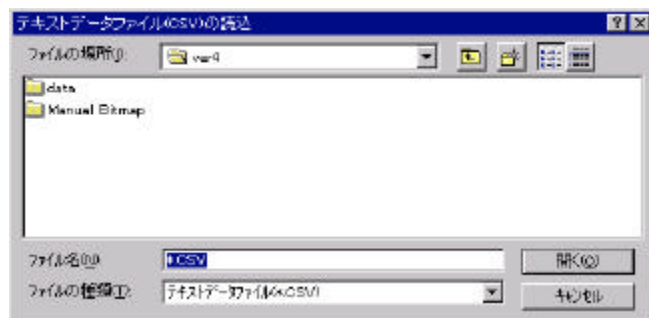 テキストデータファイル(CSV)の読込
ファイルの場所(I):
ver4
data
Manual Bitmap
ファイル名(N):
*.CSV
開く(O)
ファイルの種類(T):
テキストデータファイル(*.CSV)
キャンセル